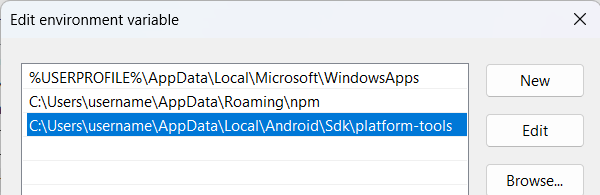 Edit environment variable
%USERPROFILE%\AppData\Local\Microsoft\WindowsApps
New
C:\Users\username\AppData\Roaming\npm
C:\Users\username\AppData\Local\Android\Sdk\platform-tools
Edit
Browse...